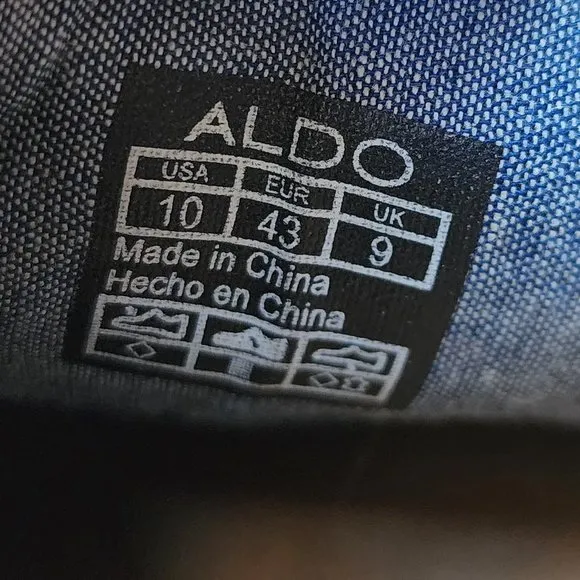 ALDO
USA EUR UK
10 43 9
Made in China
Hecho en China